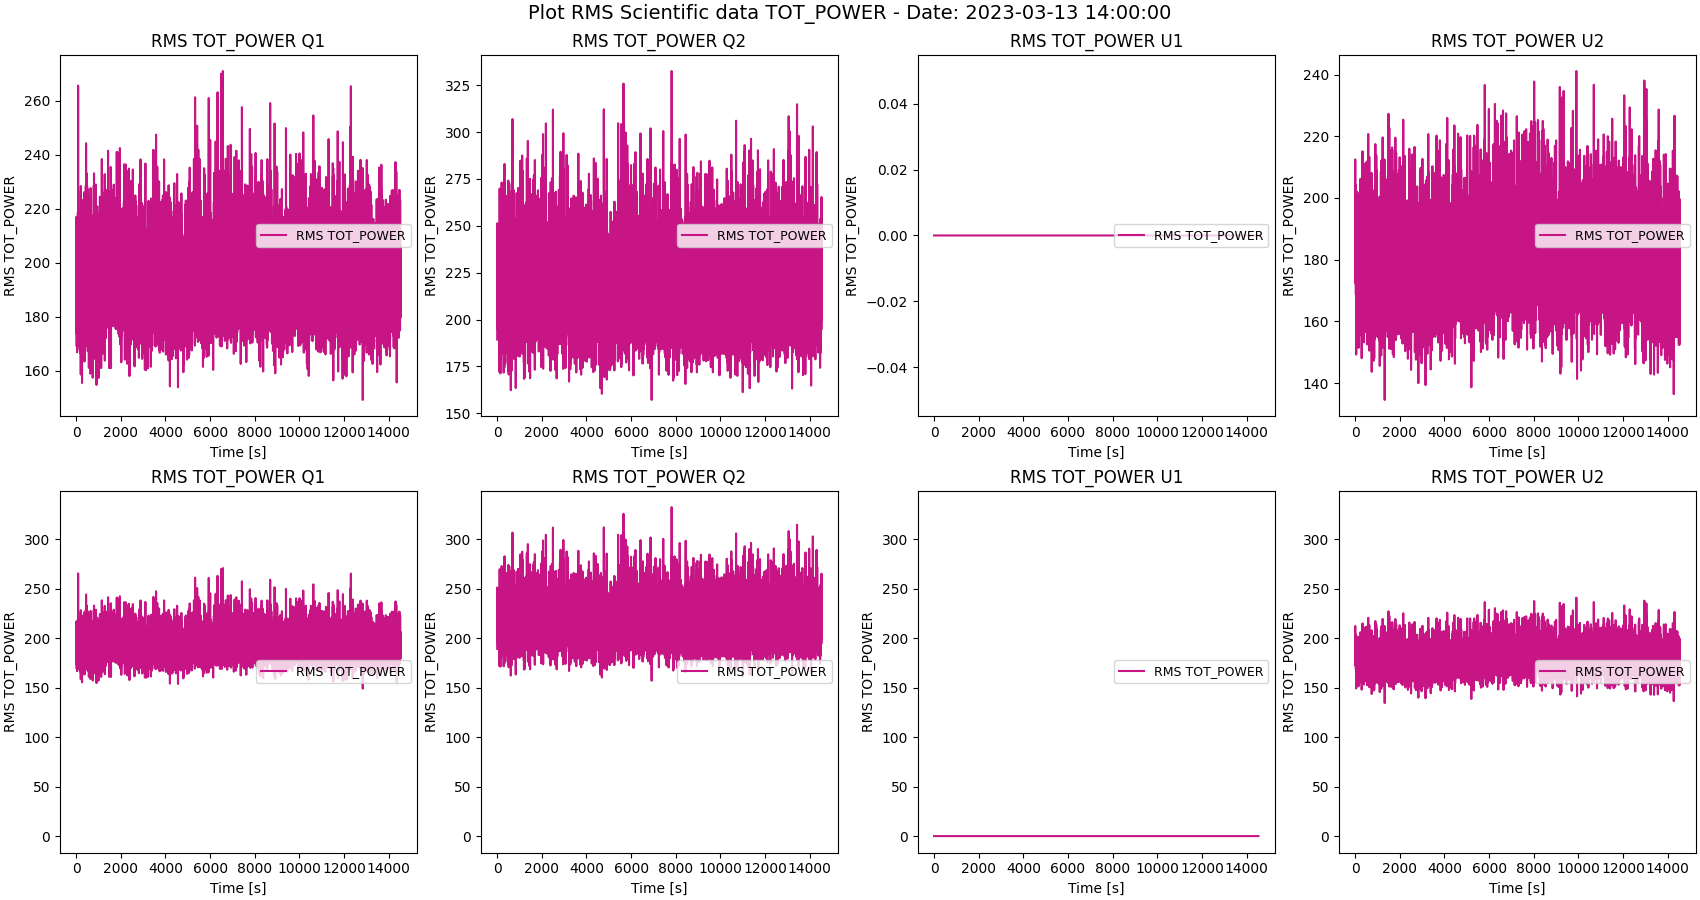 Plot RMS Scientific data TOT_POWER - Date: 2023-03-13 14:00:00
RMS TOT_POWER Q1
RMS TOT_POWER
260
240
220
200
180
160
RMS TOT_POWER
0 2000 4000 6000 8000 10000 12000 14000
Time [s]
RMS TOT_POWER Q2
RMS TOT_POWER
325
300
275
250
225
200
175
150
RMS TOT_POWER
0 2000 4000 6000 8000 10000 12000 14000
Time [s]
RMS TOT_POWER U1
RMS TOT_POWER
0.04
0.02
0.00
−0.02
−0.04
RMS TOT_POWER
0 2000 4000 6000 8000 10000 12000 14000
Time [s]
RMS TOT_POWER U2
RMS TOT_POWER
240
220
200
180
160
140
RMS TOT_POWER
0 2000 4000 6000 8000 10000 12000 14000
Time [s]
RMS TOT_POWER Q1
RMS TOT_POWER
300
250
200
150
100
50
0
RMS TOT_POWER
0 2000 4000 6000 8000 10000 12000 14000
Time [s]
RMS TOT_POWER Q2
RMS TOT_POWER
300
250
200
150
100
50
0
RMS TOT_POWER
0 2000 4000 6000 8000 10000 12000 14000
Time [s]
RMS TOT_POWER U1
RMS TOT_POWER
300
250
200
150
100
50
0
RMS TOT_POWER
0 2000 4000 6000 8000 10000 12000 14000
Time [s]
RMS TOT_POWER U2
RMS TOT_POWER
300
250
200
150
100
50
0
RMS TOT_POWER
0 2000 4000 6000 8000 10000 12000 14000
Time [s]